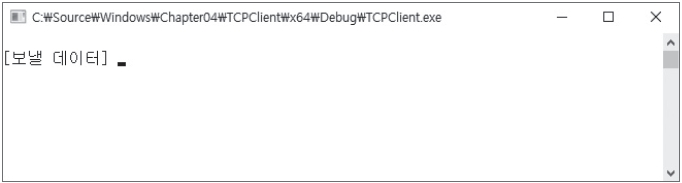 C:₩Source₩Windows₩Chapter04₩TCPClient₩x64₩Debug₩TCPClient.exe
[보낼 데이터]